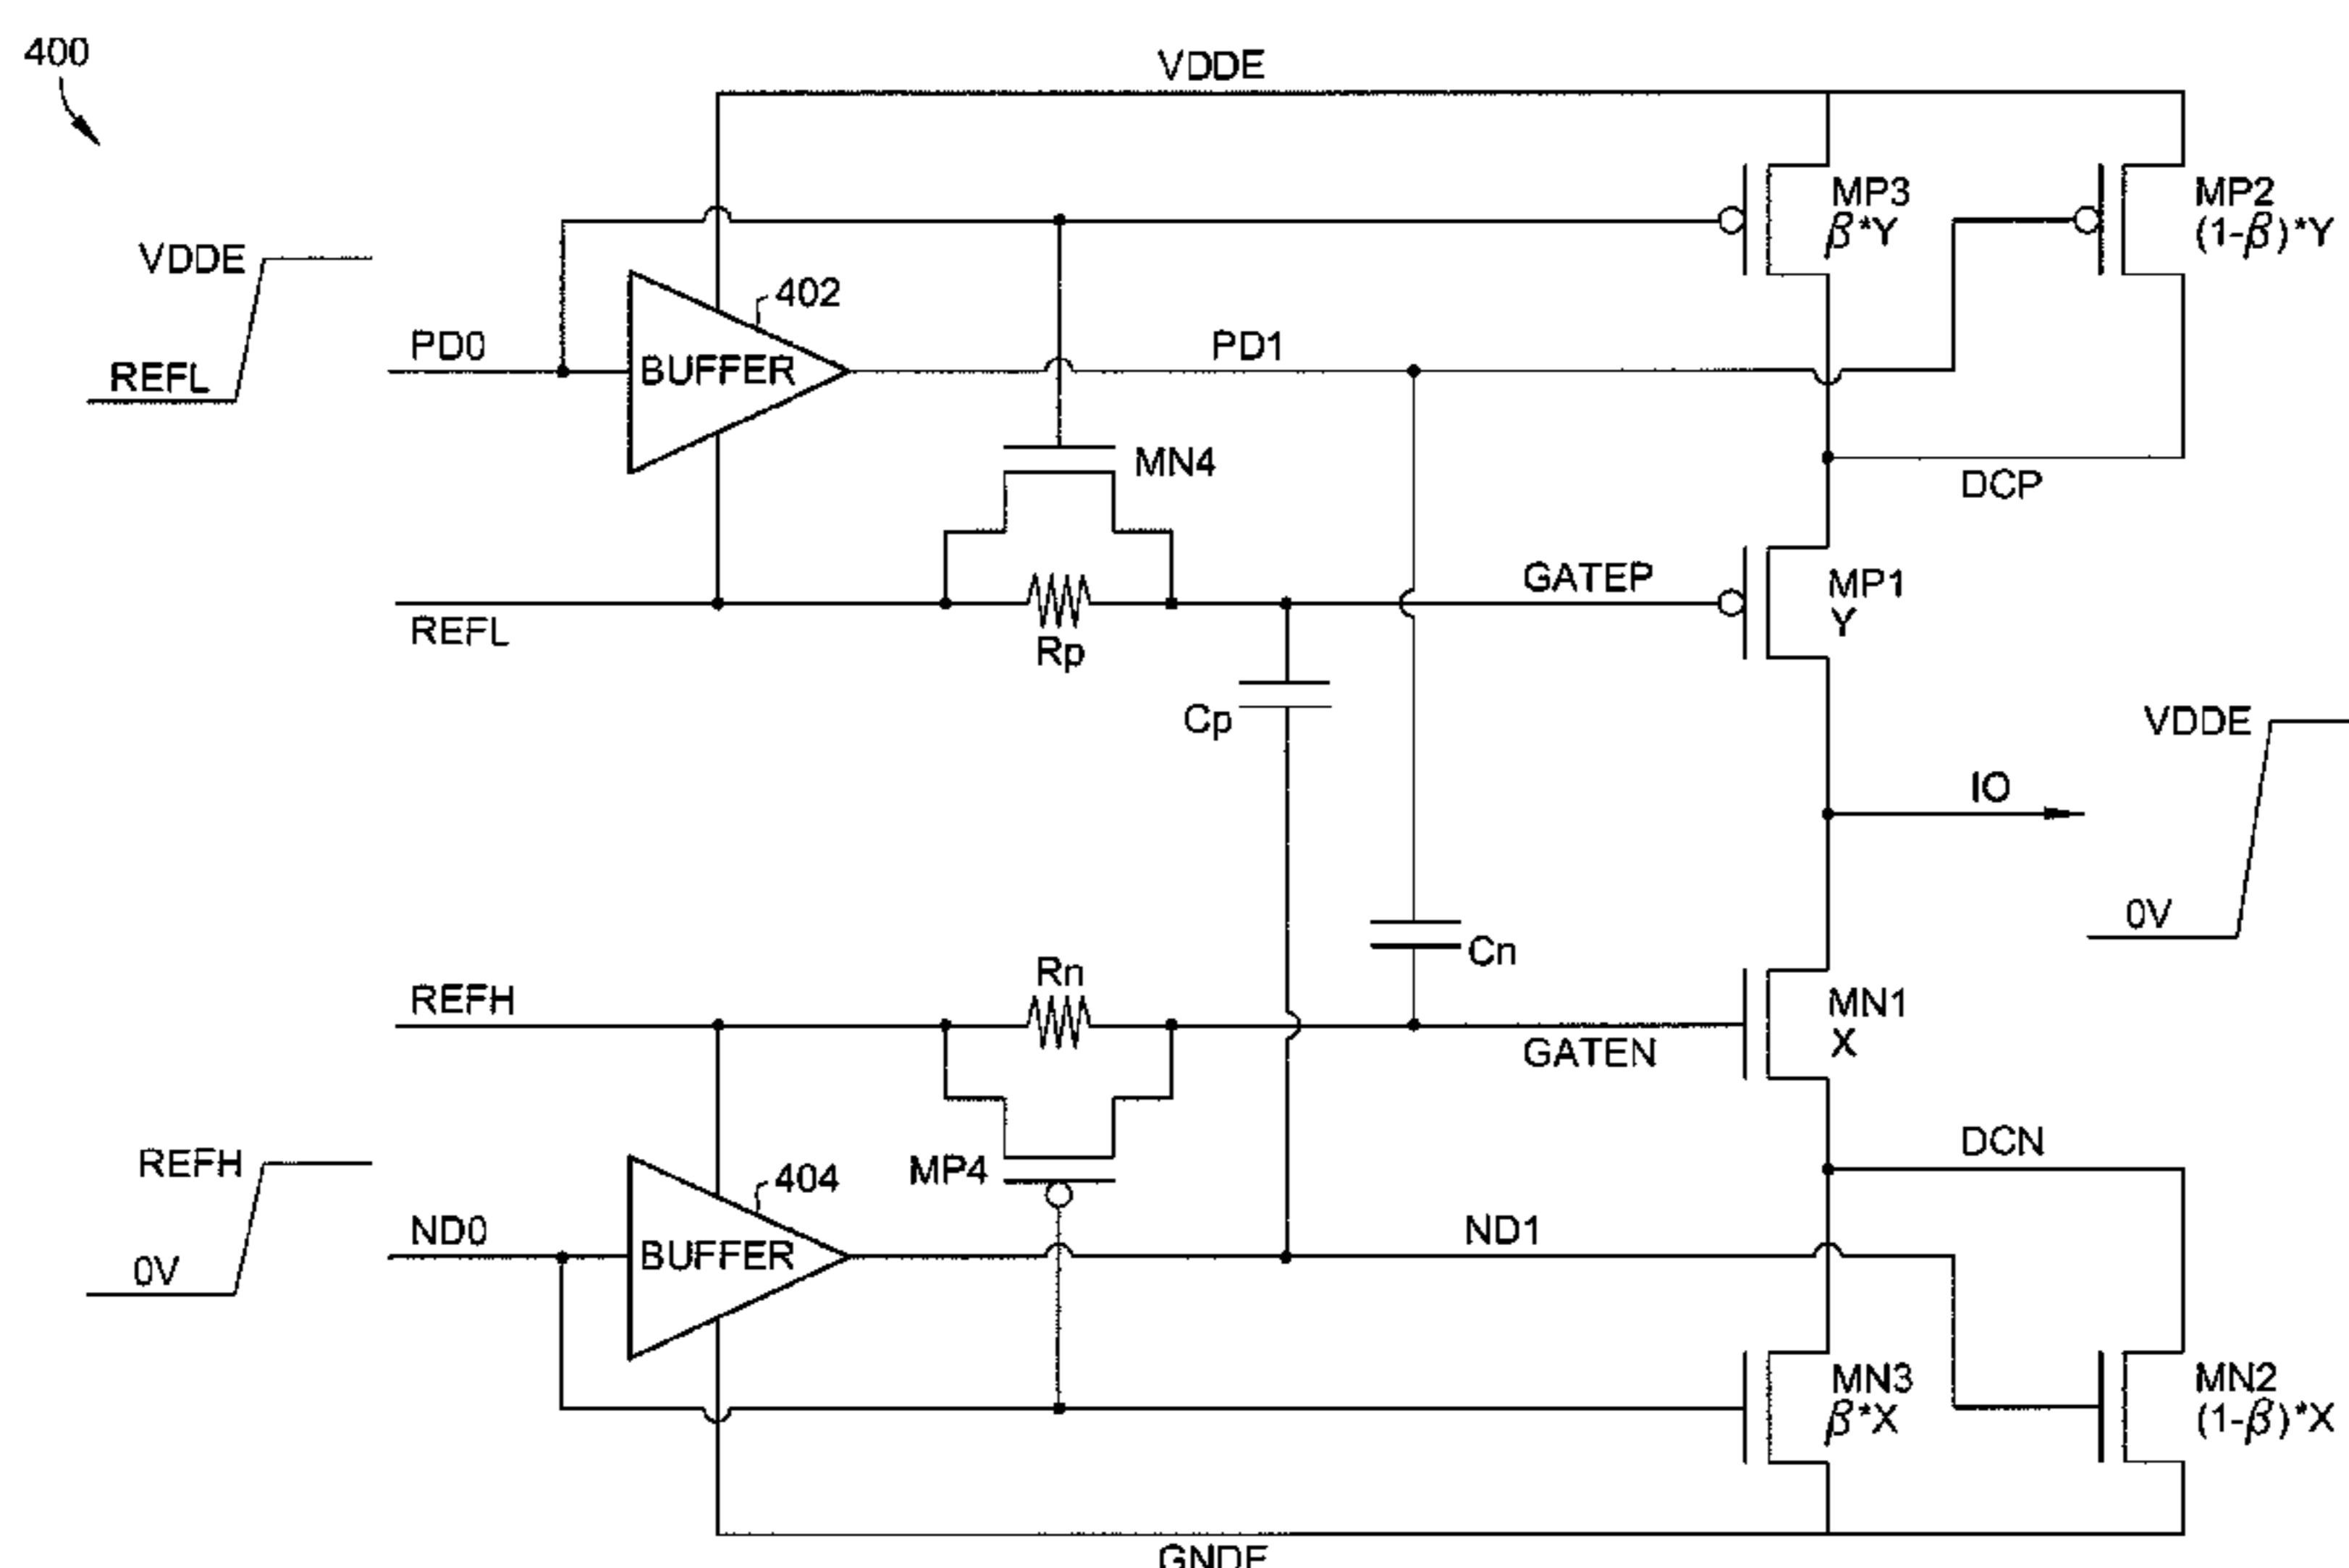 400
VDDE
MP3
β*Y
MP2
(1-β)*Y
VDDE
REFL
402
PD0
BUFFER
PD1
MN4
DCP
GATEP
MP1
Y
REFL
Rp
Cp
VDDE
IO
0V
Cn
Rn
REFH
MN1
X
GATEN
DCN
REFH
0V
MP4
404
ND0
BUFFER
ND1
MN3
β*X
MN2
(1-β)*X
GNDE